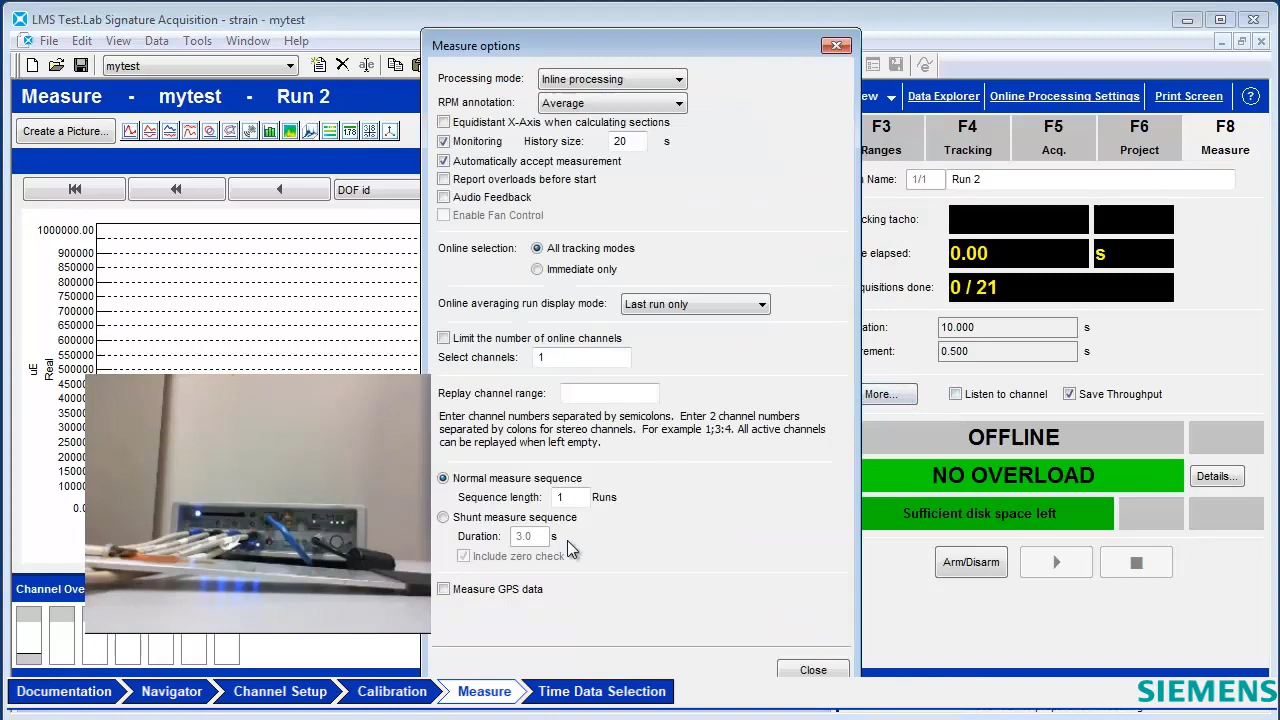 LMS Test.Lab Signature Acquisition - strain - mytest
File Edit View Data Tools Window Help
mytest
Measure - mytest - Run 2
Create a Picture...
DOF id
1000000.00
900000
800000
750000
650000
600000
550000
uE
Real
Channel Ove
Measure options
Processing mode: Inline processing
RPM annotation: Average
Equidistant X-Axis when calculating sections
Monitoring History size: 20 s
Automatically accept measurement
Report overloads before start
Audio Feedback
Enable Fan Control
Online selection: All tracking modes
Immediate only
Online averaging run display mode: Last run only
Limit the number of online channels
Select channels: 1
Replay channel range:
Enter channel numbers separated by semicolons. Enter 2 channel numbers
separated by colons for stereo channels. For example 1;3:4. All active channels
can be replayed when left empty.
Normal measure sequence
Sequence length: 1 Runs
Shunt measure sequence
Duration: 3.0 s
Include zero check
Measure GPS data
Close
ew Data Explorer Online Processing Settings Print Screen ?
F3 F4 F5 F6 F8
Ranges Tracking Acq. Project Measure
Name: 1/1 Run 2
cking tacho:
e elapsed: 0.00 s
quisitions done: 0 / 21
ation: 10.000 s
rement: 0.500 s
More... Listen to channel Save Throughput
OFFLINE
NO OVERLOAD Details...
Sufficient disk space left
Arm/Disarm
Documentation Navigator Channel Setup Calibration Measure Time Data Selection
SIEMENS